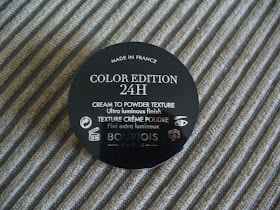 MADE IN FRANCE
COLOR EDITION
24H
CREAM TO POWDER TEXTURE
Ultra luminous finish
TEXTURE CRÈME POUDRE
Fini extra lumineux
BOURJOIS
PARIS